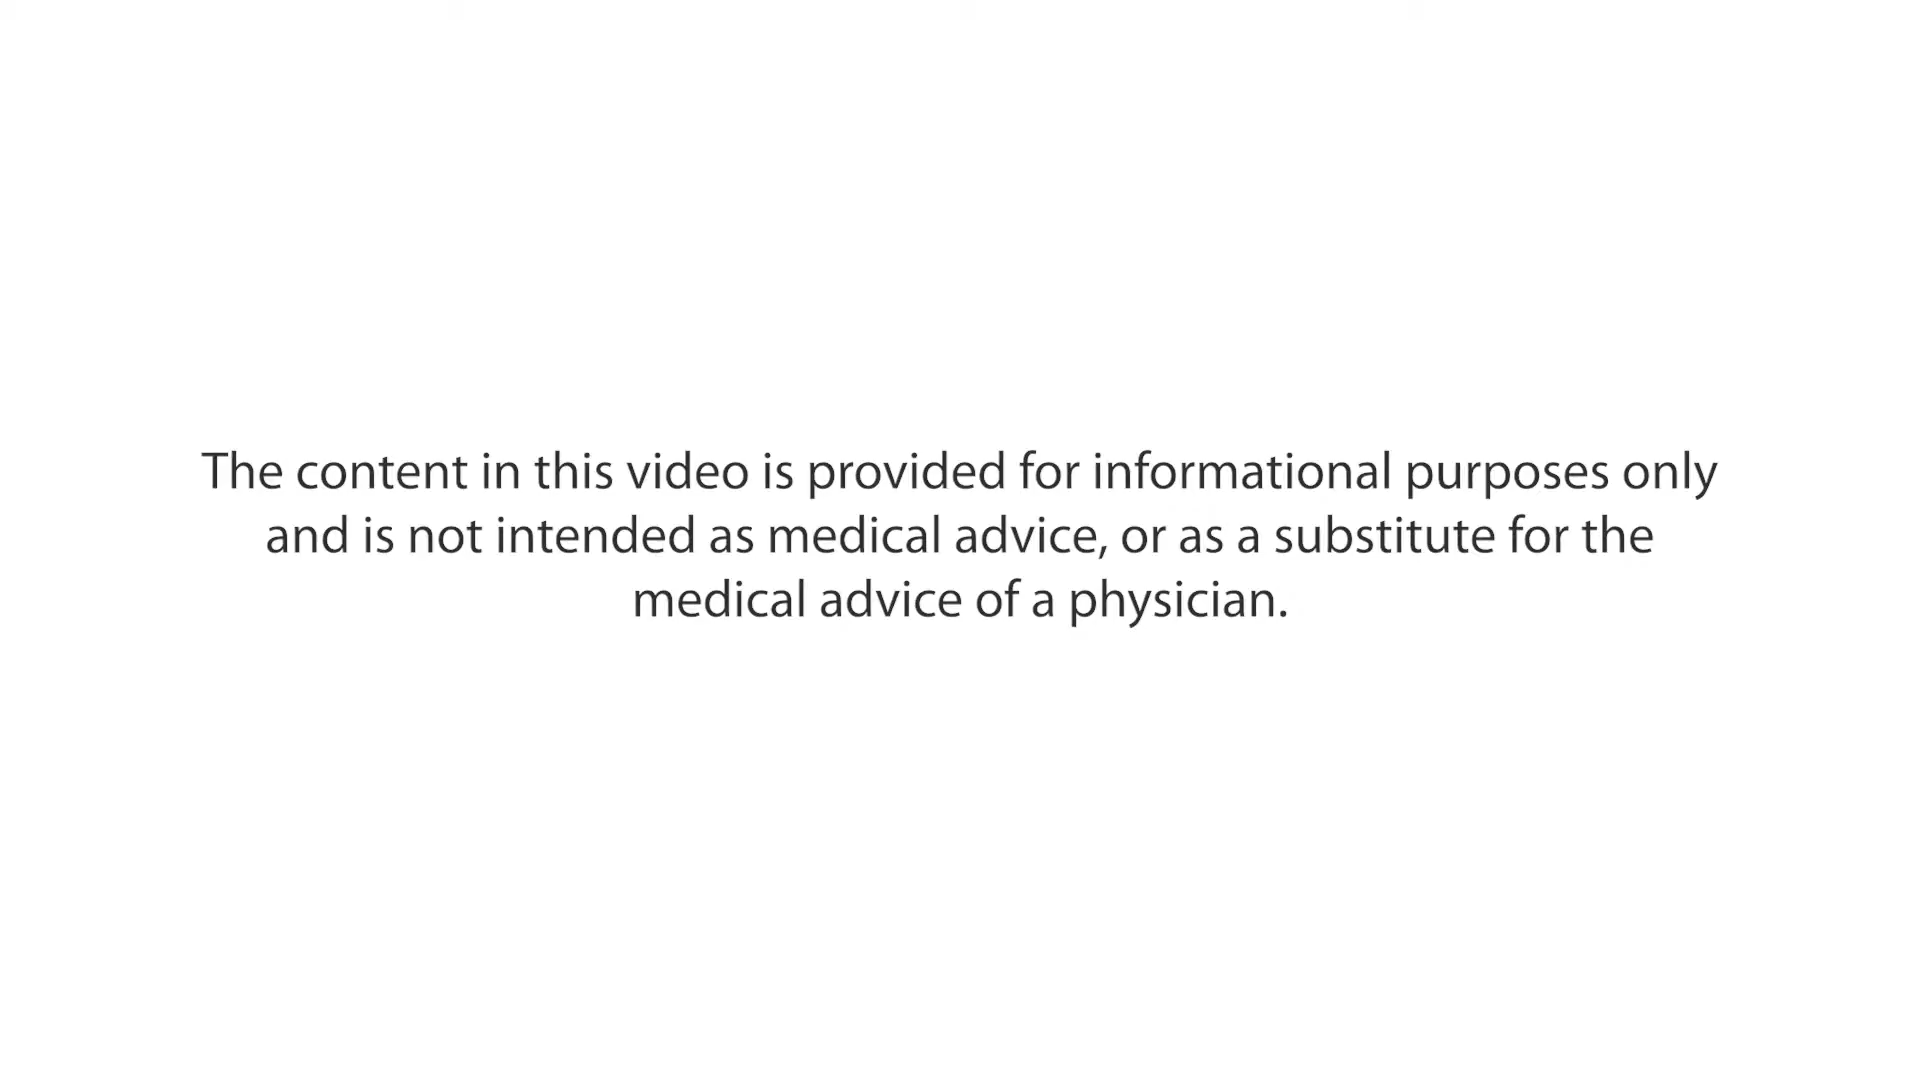 The content in this video is provided for informational purposes only
and is not intended as medical advice, or as a substitute for the
medical advice of a physician.